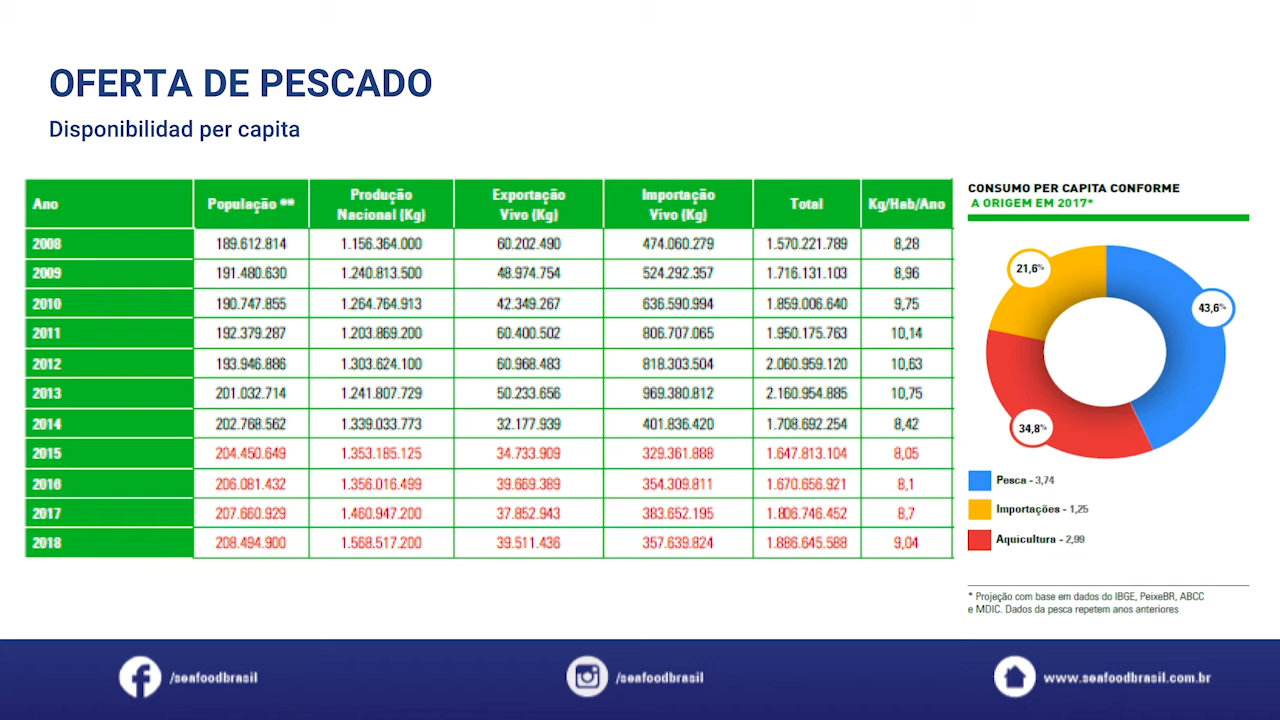 OFERTA DE PESCADO
Disponibilidad per capita
Ano População ** Produção Nacional (Kg) Exportação Vivo (Kg) Importação Vivo (Kg) Total Kg/Hab/Ano
2008 189.612.814 1.156.364.000 60.202.490 474.060.279 1.570.221.789 8,28
2009 191.480.630 1.240.813.500 48.974.754 524.292.357 1.716.131.103 8,96
2010 190.747.855 1.264.764.913 42.349.267 636.590.994 1.859.006.640 9,75
2011 192.379.287 1.203.869.200 60.400.502 806.707.065 1.950.175.763 10,14
2012 193.946.886 1.303.624.100 60.968.483 818.303.504 2.060.959.120 10,63
2013 201.032.714 1.241.807.729 50.233.656 969.380.812 2.160.954.885 10,75
2014 202.768.562 1.339.033.773 32.177.939 401.836.420 1.708.692.254 8,42
2015 204.450.649 1.353.185.125 34.733.909 329.361.888 1.647.813.104 8,05
2016 206.081.432 1.356.016.499 39.669.389 354.309.811 1.670.656.921 8,1
2017 207.660.929 1.460.947.200 37.852.943 383.652.195 1.806.746.452 8,7
2018 208.494.900 1.568.517.200 39.511.436 357.639.824 1.886.645.588 9,04
CONSUMO PER CAPITA CONFORME
A ORIGEM EM 2017*
21,6%
43,6%
34,8%
Pesca - 3,74
Importações - 1,25
Aquicultura - 2,99
* Projeção com base em dados do IBGE, PeixeBR, ABCC
e MDIC. Dados da pesca repetem anos anteriores
/seafoodbrasil
/seafoodbrasil
www.seafoodbrasil.com.br